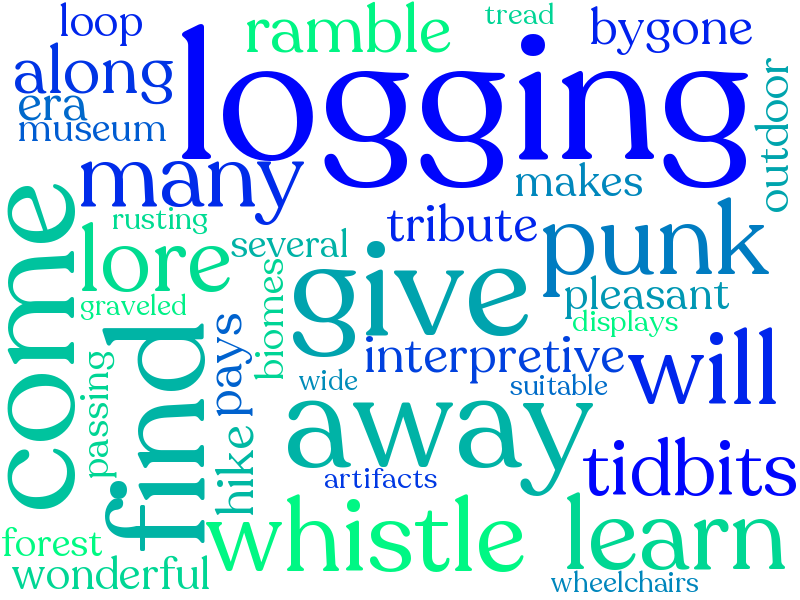 loop
ramble
tread
bygone
logging
along
era
museum
outdoor
many
makes
come
rusting
tribute
punk
lore
several
give
pleasant
graveled
biomes
displays
find
pays
interpretive
will
passing
wide
suitable
away
hike
tidbits
artifacts
whistle
learn
forest
wonderful
wheelchairs